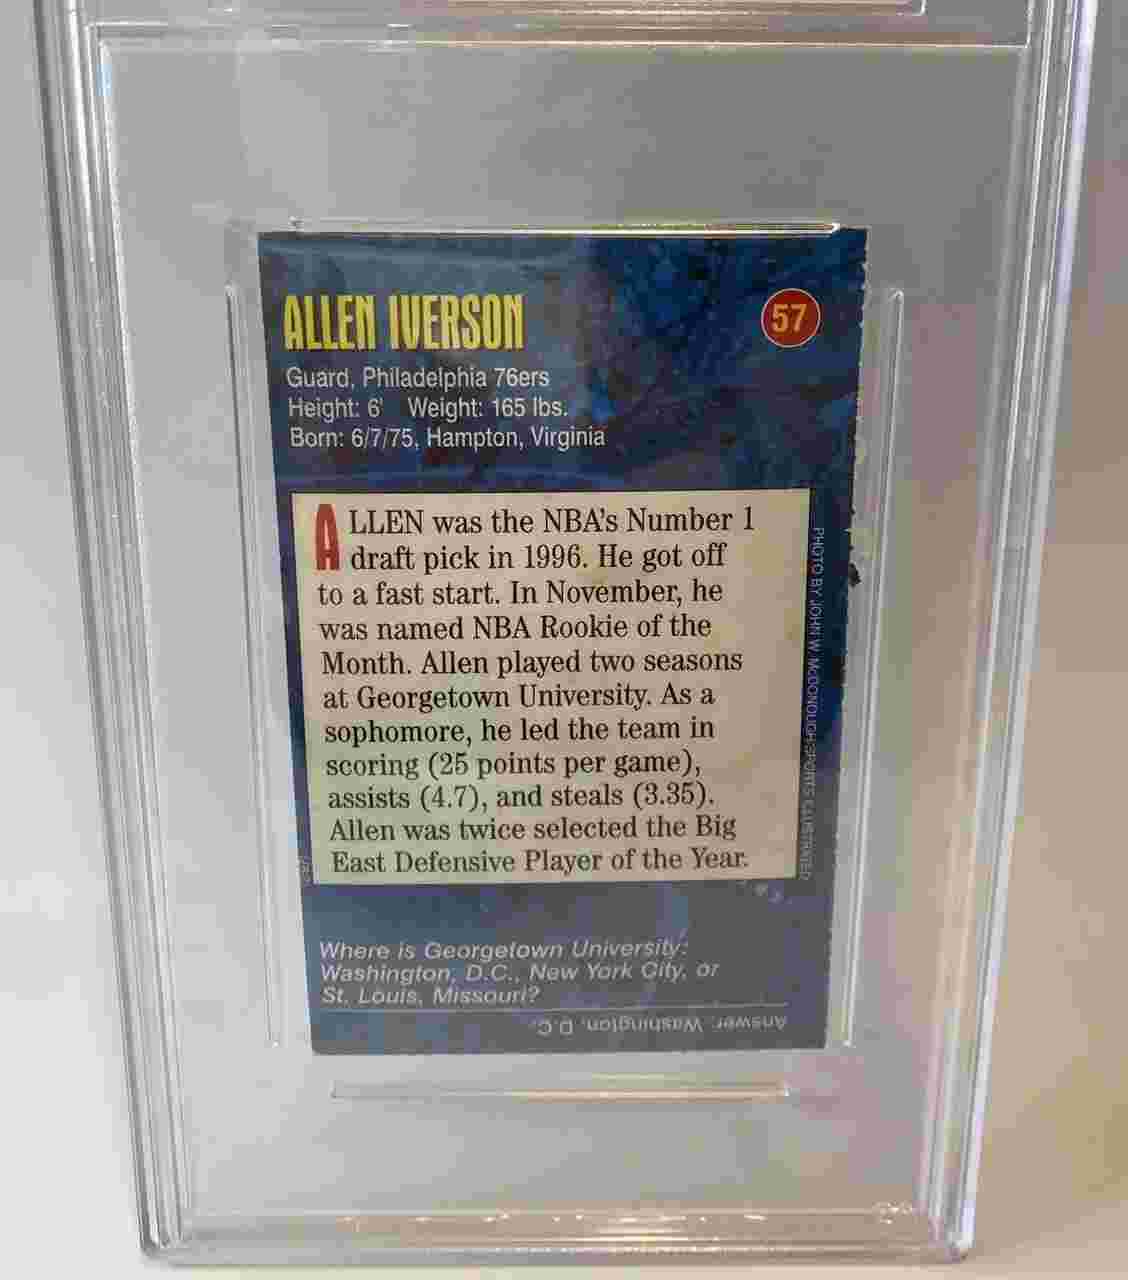 ALLEN IVERSON
57
Guard, Philadelphia 76ers
Height: 6' Weight: 165 lbs.
Born: 6/7/75, Hampton, Virginia
ALLEN was the NBA's Number 1
draft pick in 1996. He got off
to a fast start. In November, he
was named NBA Rookie of the
Month. Allen played two seasons
at Georgetown University. As a
sophomore, he led the team in
scoring (25 points per game),
assists (4.7), and steals (3.35).
Allen was twice selected the Big
East Defensive Player of the Year.
PHOTO BY JOHN W. McDONOUGH/SPORTS ILLUSTRATED
Where is Georgetown University:
Washington, D.C., New York City, or
St. Louis, Missouri?
Answer: Washington, D.C.